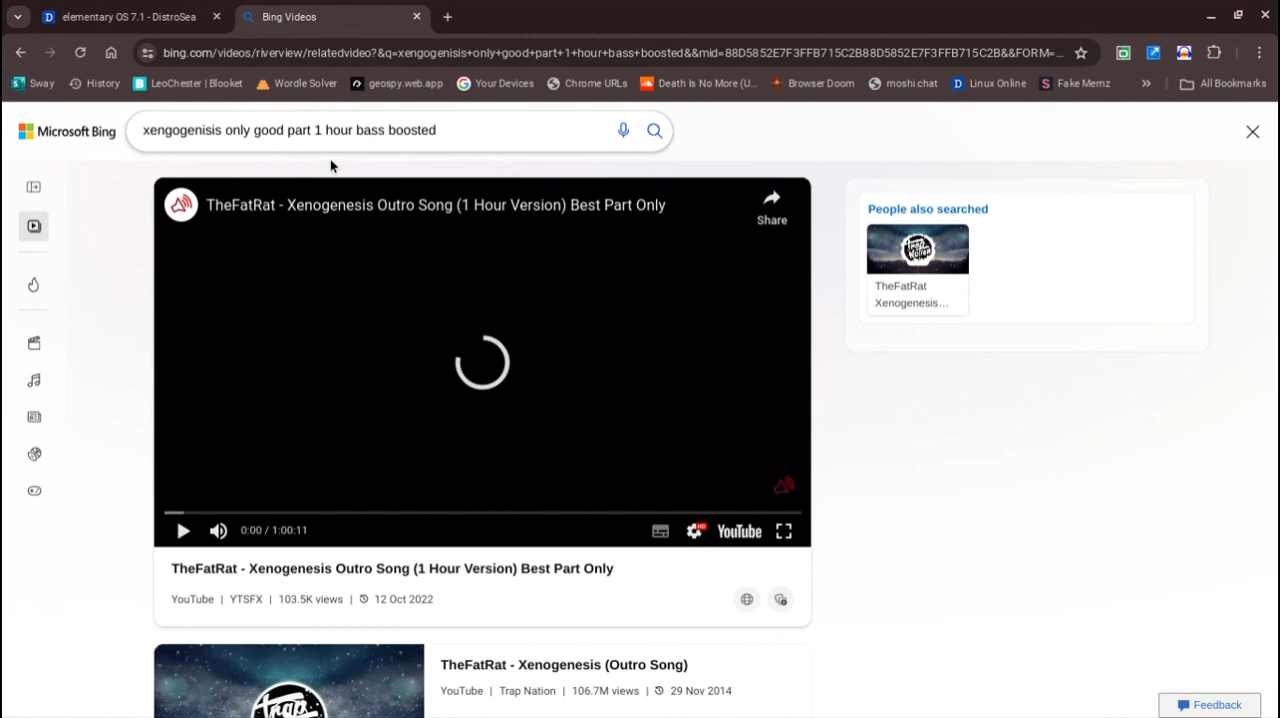 elementary OS 7.1 - DistroSea
Bing Videos
bing.com/videos/riverview/relatedvideo?&q=xengogenisis+only+good+part+1+hour+bass+boosted&&mid=88D5852E7F3FFB715C2B88D5852E7F3FFB715C2B&&FORM=...
Sway
History
LeoChester | Blooket
Wordle Solver
geospy.web.app
Your Devices
Chrome URLs
Death Is No More (U...
Browser Doom
moshi.chat
Linux Online
Fake Memz
All Bookmarks
Microsoft Bing
xengogenisis only good part 1 hour bass boosted
TheFatRat - Xenogenesis Outro Song (1 Hour Version) Best Part Only
Share
People also searched
Trap Nation
TheFatRat
Xenogenesis...
0:00 / 1:00:11
HD
YouTube
TheFatRat - Xenogenesis Outro Song (1 Hour Version) Best Part Only
YouTube | YTSFX | 103.5K views | 12 Oct 2022
TheFatRat - Xenogenesis (Outro Song)
YouTube | Trap Nation | 106.7M views | 29 Nov 2014
Trap
Feedback